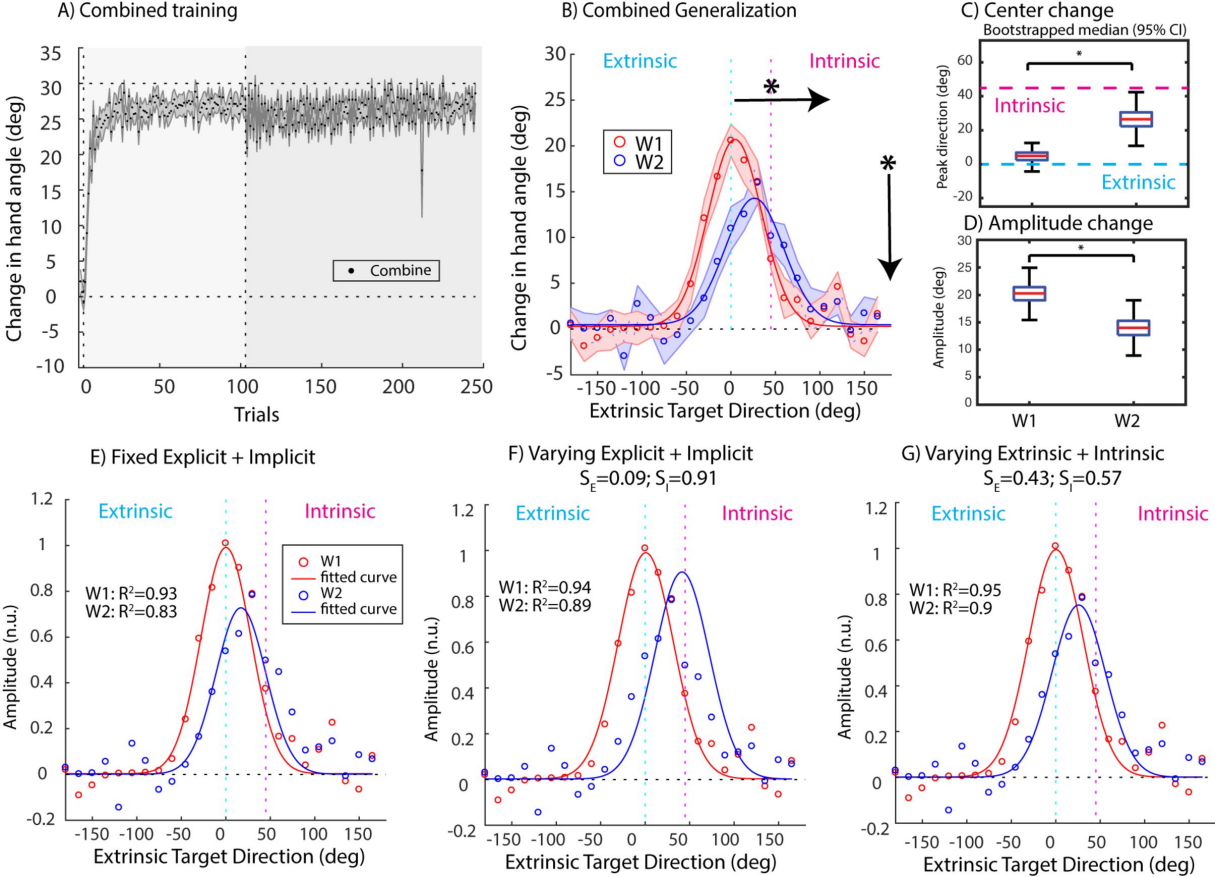 A) Combined training
Change in hand angle (deg)
35
30
25
20
15
10
5
0
-5
-10
0
50
100
150
200
250
Trials
Combine
B) Combined Generalization
Change in hand angle (deg)
30
25
20
15
10
5
0
-5
Extrinsic
Intrinsic
*
*
W1
W2
-150
-100
-50
0
50
100
150
Extrinsic Target Direction (deg)
C) Center change
Bootstrapped median (95% CI)
Peak direction (deg)
60
40
20
0
-20
*
Intrinsic
Extrinsic
D) Amplitude change
Amplitude (deg)
30
25
20
15
10
5
0
*
W1
W2
E) Fixed Explicit + Implicit
Amplitude (n.u.)
1.2
1
0.8
0.6
0.4
0.2
0
-0.2
Extrinsic
Intrinsic
W1: R²=0.93
W2: R²=0.83
W1
fitted curve
W2
fitted curve
-150
-100
-50
0
50
100
150
Extrinsic Target Direction (deg)
F) Varying Explicit + Implicit
S_E=0.09; S_I=0.91
Amplitude (n.u.)
1.2
1
0.8
0.6
0.4
0.2
0
-0.2
Extrinsic
Intrinsic
W1: R²=0.94
W2: R²=0.89
-150
-100
-50
0
50
100
150
Extrinsic Target Direction (deg)
G) Varying Extrinsic + Intrinsic
S_E=0.43; S_I=0.57
Amplitude (n.u.)
1.2
1
0.8
0.6
0.4
0.2
0
-0.2
Extrinsic
Intrinsic
W1: R²=0.95
W2: R²=0.9
-150
-100
-50
0
50
100
150
Extrinsic Target Direction (deg)